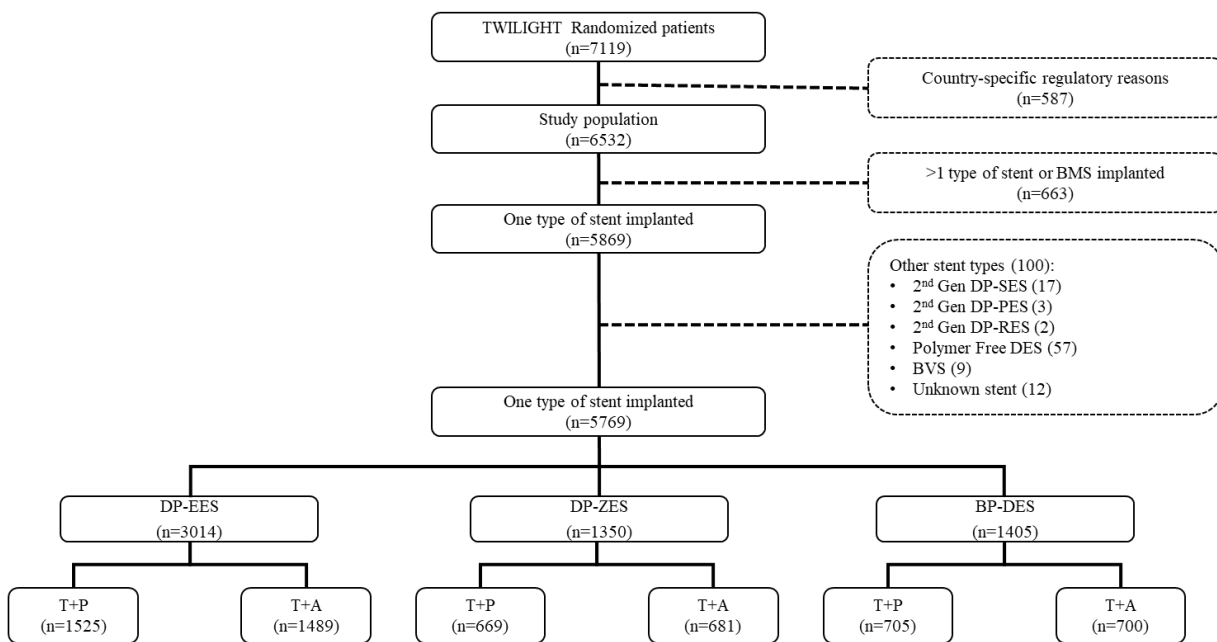 TWILIGHT Randomized patients
(n=7119)
Country-specific regulatory reasons
(n=587)
Study population
(n=6532)
>1 type of stent or BMS implanted
(n=663)
One type of stent implanted
(n=5869)
Other stent types (100):
• 2nd Gen DP-SES (17)
• 2nd Gen DP-PES (3)
• 2nd Gen DP-RES (2)
• Polymer Free DES (57)
• BVS (9)
• Unknown stent (12)
One type of stent implanted
(n=5769)
DP-EES
(n=3014)
DP-ZES
(n=1350)
BP-DES
(n=1405)
T+P
(n=1525)
T+A
(n=1489)
T+P
(n=669)
T+A
(n=681)
T+P
(n=705)
T+A
(n=700)